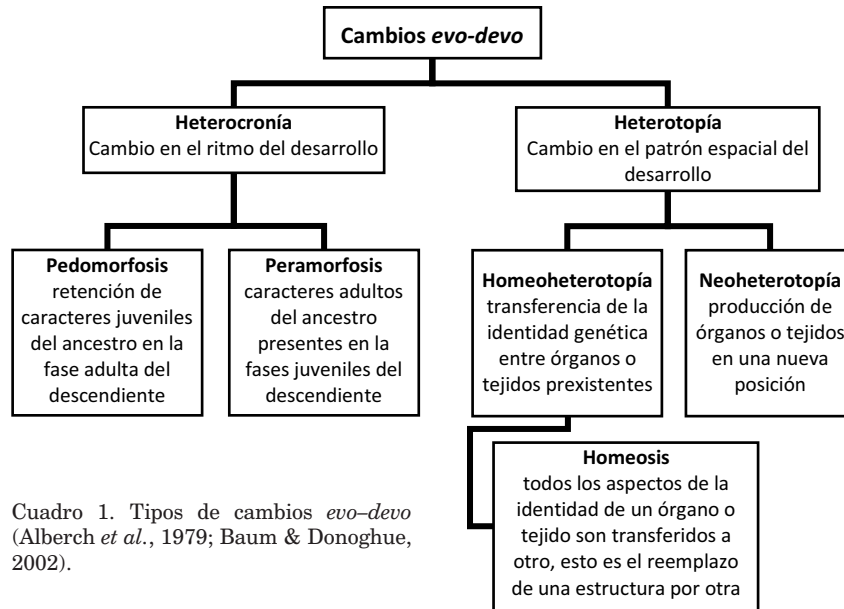 Cambios evo-devo
Heterocronía
Cambio en el ritmo del desarrollo
Heterotopía
Cambio en el patrón espacial del
desarrollo
Pedomorfosis
retención de
caracteres juveniles
del ancestro en la
fase adulta del
descendiente
Peramorfosis
caracteres adultos
del ancestro
presentes en la
fases juveniles del
descendiente
Homeoheterotopía
transferencia de la
identidad genética
entre órganos o
tejidos prexistentes
Neoheterotopía
producción de
órganos o tejidos
en una nueva
posición
Homeosis
todos los aspectos de la
identidad de un órgano o
tejido son transferidos a
otro, esto es el reemplazo
de una estructura por otra
Cuadro 1. Tipos de cambios evo–devo
(Alberch et al., 1979; Baum & Donoghue,
2002).